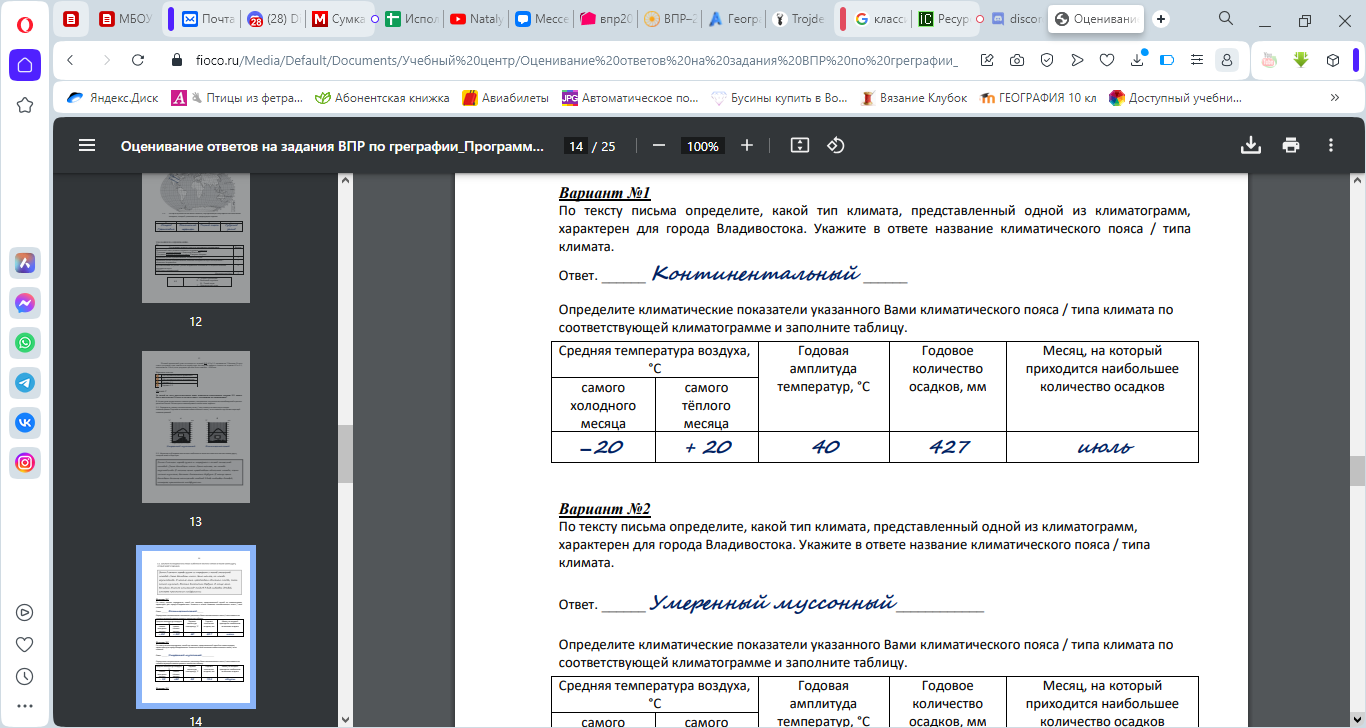 МБОУ
Почта
28
(28) D
Сумка
Испол
Nataly
Мессе
впр20
ВПР-2
Геогр
Trojde
класс
Ресур
discor
Оценивание
fioco.ru/Media/Default/Documents/Учебный%20центр/Оценивание%20ответов%20на%20задания%20ВПР%20по%20греграфии_
Яндекс.Диск
Птицы из фетра...
Абонентская книжка
Авиабилеты
JPG
Автоматическое по...
Бусины купить в Во...
Вязание Клубок
ГЕОГРАФИЯ 10 кл
Доступный учебни...
Оценивание ответов на задания ВПР по греграфии_Программ...
14 / 25
100%
12
13
14
Вариант №1
По тексту письма определите, какой тип климата, представленный одной из климатограмм,
характерен для города Владивостока. Укажите в ответе название климатического пояса / типа
климата.
Ответ. ______ Континентальный ______
Определите климатические показатели указанного Вами климатического пояса / типа климата по
соответствующей климатограмме и заполните таблицу.
Средняя температура воздуха,
°С
Годовая
амплитуда
температур, °С
Годовое
количество
осадков, мм
Месяц, на который
приходится наибольшее
количество осадков
самого
холодного
месяца
самого
тёплого
месяца
–20
+ 20
40
427
июль
Вариант №2
По тексту письма определите, какой тип климата, представленный одной из климатограмм,
характерен для города Владивостока. Укажите в ответе название климатического пояса / типа
климата.
Ответ. ______ Умеренный муссонный____________
Определите климатические показатели указанного Вами климатического пояса / типа климата по
соответствующей климатограмме и заполните таблицу.
Средняя температура воздуха,
°С
Годовая
амплитуда
температур, °С
Годовое
количество
осадков, мм
Месяц, на который
приходится наибольшее
количество осадков
самого
самого